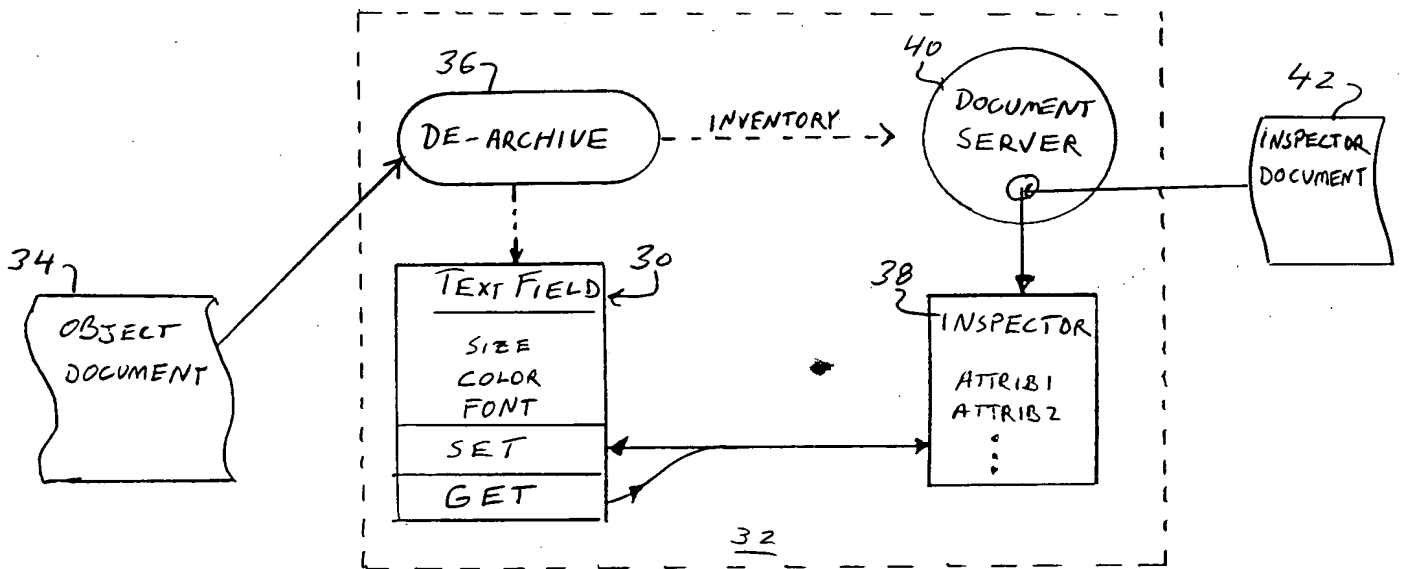 36
DE-ARCHIVE
INVENTORY
40
DOCUMENT
SERVER
42
INSPECTOR
DOCUMENT
34
OBJECT
DOCUMENT
30
TEXT FIELD
SIZE
COLOR
FONT
SET
GET
38
INSPECTOR
ATTRIB1
ATTRIB2
32